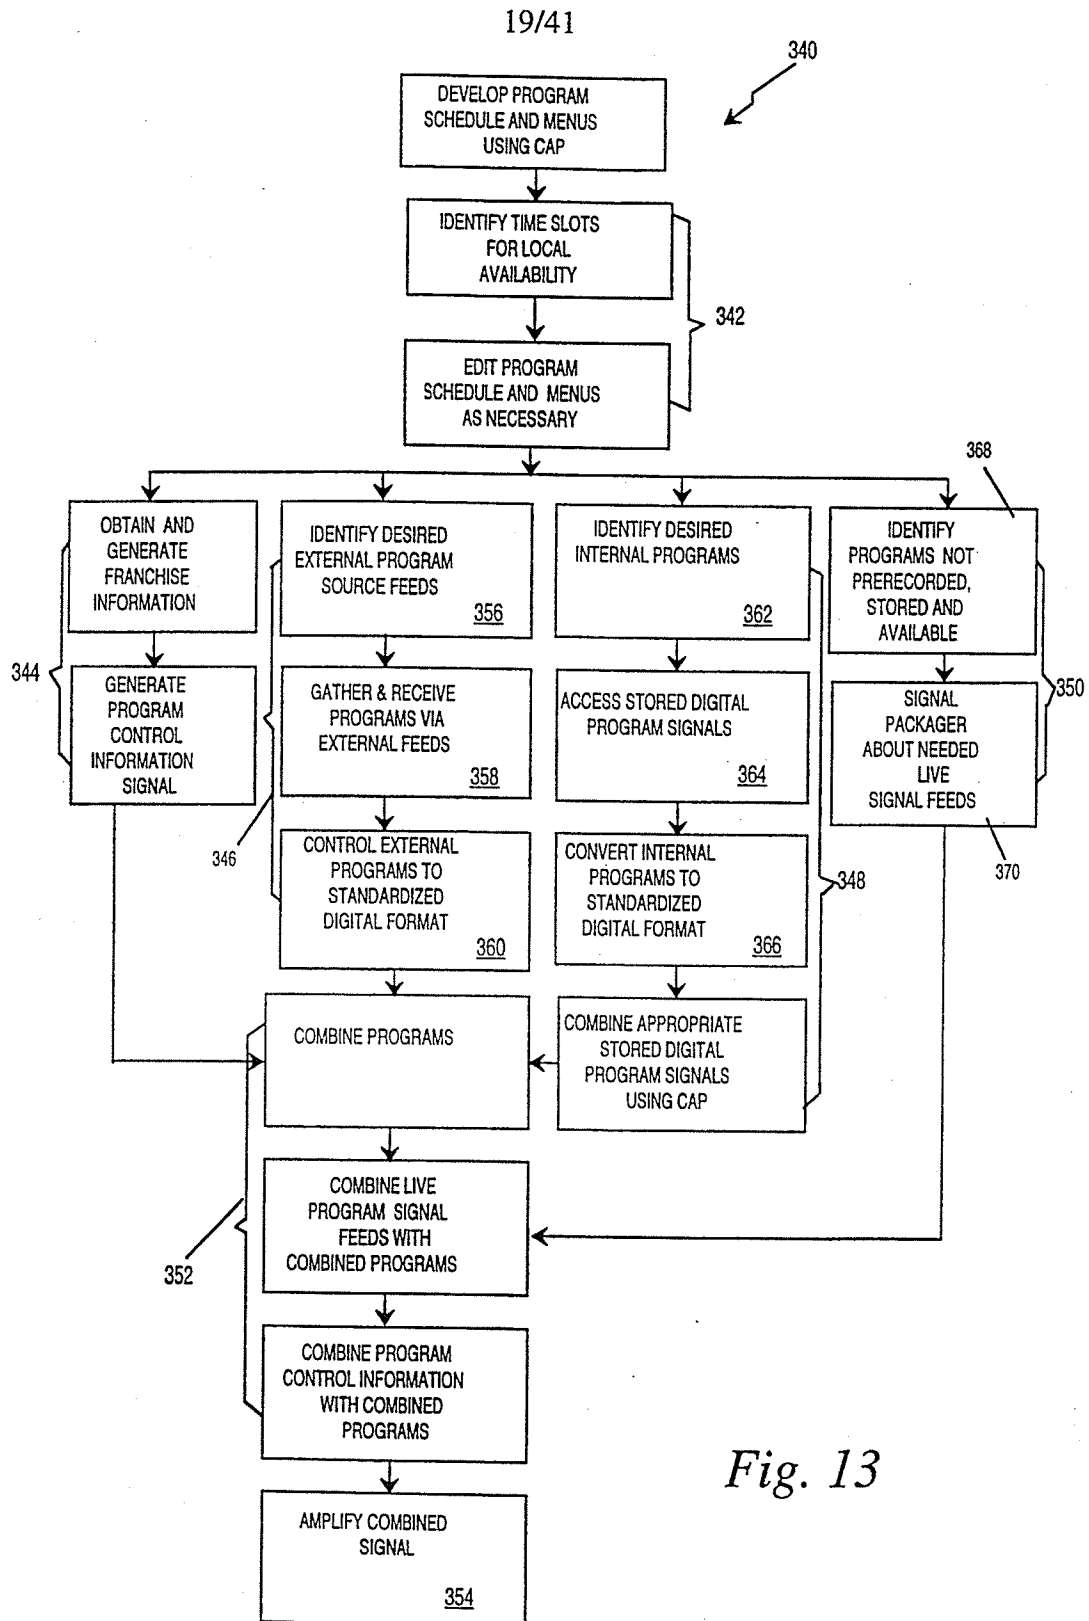 19/41
340
DEVELOP PROGRAM
SCHEDULE AND MENUS
USING CAP
IDENTIFY TIME SLOTS
FOR LOCAL
AVAILABILITY
342
EDIT PROGRAM
SCHEDULE AND MENUS
AS NECESSARY
368
OBTAIN AND
GENERATE
FRANCHISE
INFORMATION
344
GENERATE
PROGRAM
CONTROL
INFORMATION
SIGNAL
IDENTIFY DESIRED
EXTERNAL PROGRAM
SOURCE FEEDS
356
GATHER & RECEIVE
PROGRAMS VIA
EXTERNAL FEEDS
358
346
CONTROL EXTERNAL
PROGRAMS TO
STANDARDIZED
DIGITAL FORMAT
360
IDENTIFY DESIRED
INTERNAL PROGRAMS
362
ACCESS STORED DIGITAL
PROGRAM SIGNALS
364
CONVERT INTERNAL
PROGRAMS TO
STANDARDIZED
DIGITAL FORMAT
366
348
COMBINE APPROPRIATE
STORED DIGITAL
PROGRAM SIGNALS
USING CAP
IDENTIFY
PROGRAMS NOT
PRERECORDED,
STORED AND
AVAILABLE
350
SIGNAL
PACKAGER
ABOUT NEEDED
LIVE
SIGNAL FEEDS
370
COMBINE PROGRAMS
COMBINE LIVE
PROGRAM SIGNAL
FEEDS WITH
COMBINED PROGRAMS
352
COMBINE PROGRAM
CONTROL INFORMATION
WITH COMBINED
PROGRAMS
AMPLIFY COMBINED
SIGNAL
354
Fig. 13